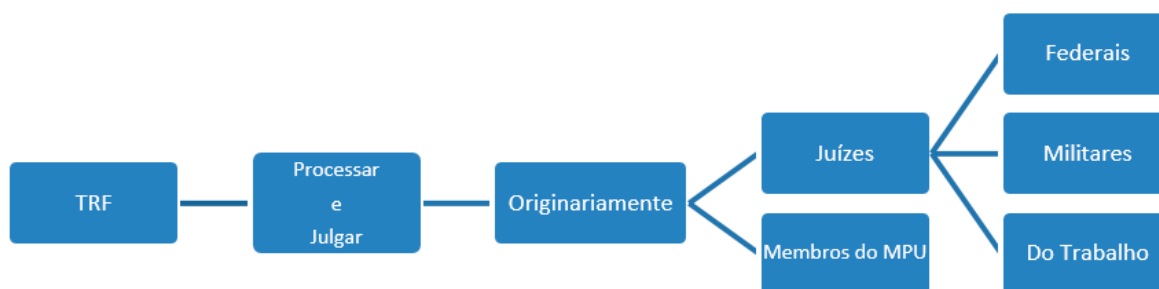 TRF
Processar
e
Julgar
Originariamente
Juízes
Membros do MPU
Federais
Militares
Do Trabalho